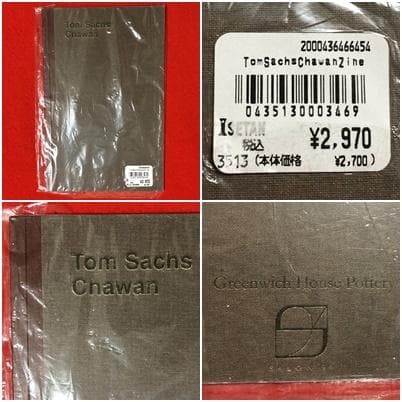 Tom Sachs
Chawan
2000436466454
TomSachsChawanZine
0435130003469
ISETAN
税込 ¥2,970
3513 (本体価格 ¥2,700)
Tom Sachs
Chawan
Greenwich House Pottery